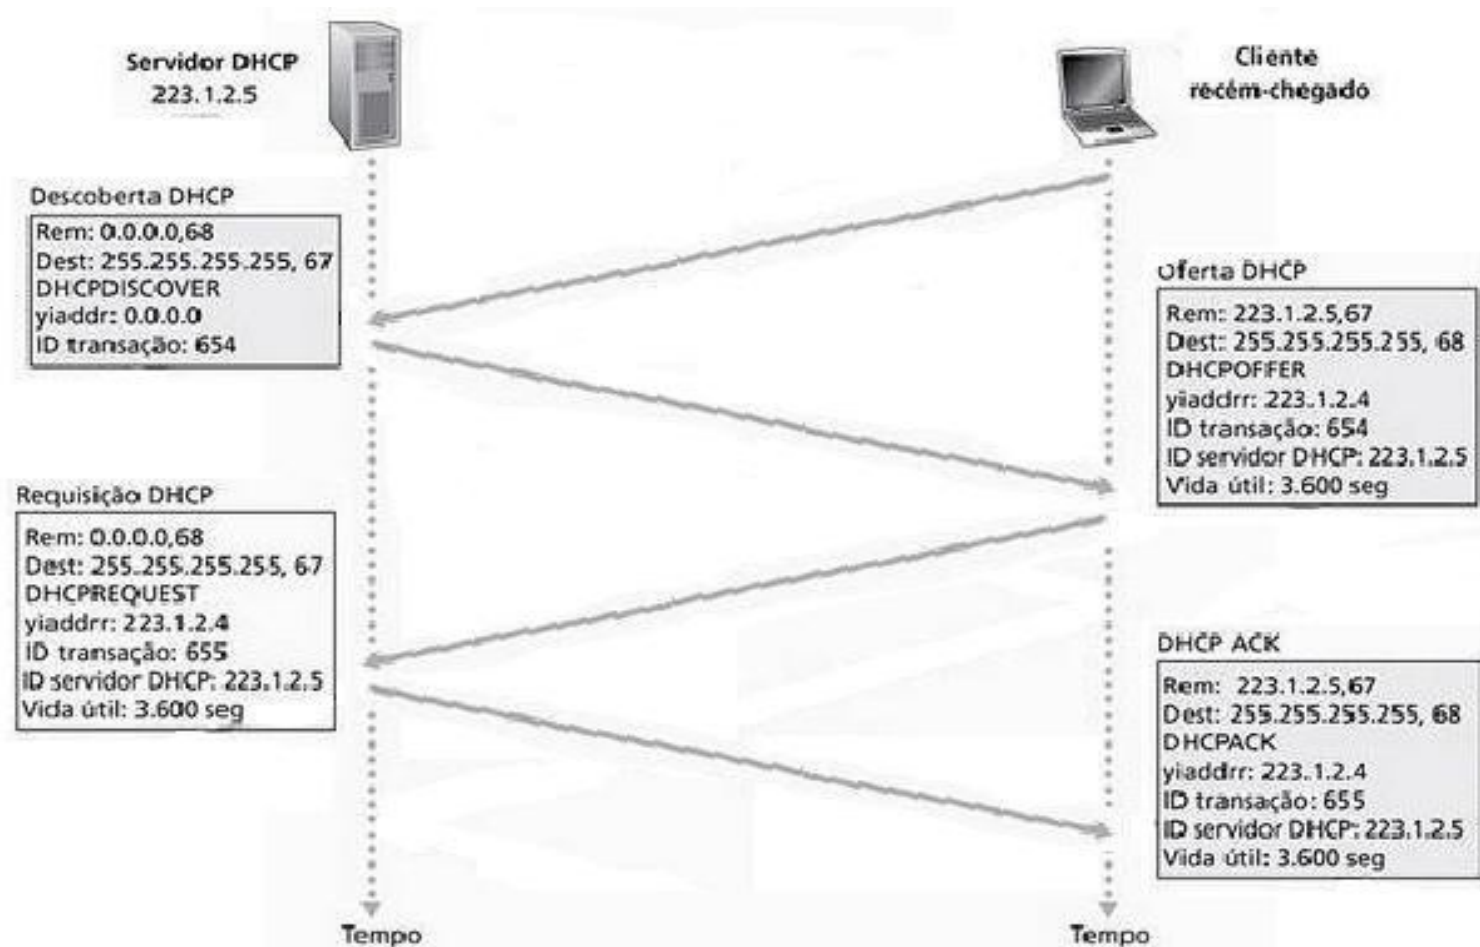 Servidor DHCP
223.1.2.5
Cliente
recém-chegado
Descoberta DHCP
Rem: 0.0.0.0,68
Dest: 255.255.255.255, 67
DHCPDISCOVER
yiaddr: 0.0.0.0
ID transação: 654
Oferta DHCP
Rem: 223.1.2.5,67
Dest: 255.255.255.255, 68
DHCPOFFER
yiaddrr: 223.1.2.4
ID transação: 654
ID servidor DHCP: 223.1.2.5
Vida útil: 3.600 seg
Requisição DHCP
Rem: 0.0.0.0,68
Dest: 255.255.255.255, 67
DHCPREQUEST
yiaddrr: 223.1.2.4
ID transação: 655
ID servidor DHCP: 223.1.2.5
Vida útil: 3.600 seg
DHCP ACK
Rem: 223.1.2.5,67
Dest: 255.255.255.255, 68
DHCPACK
yiaddrr: 223.1.2.4
ID transação: 655
ID servidor DHCP: 223.1.2.5
Vida útil: 3.600 seg
Tempo
Tempo